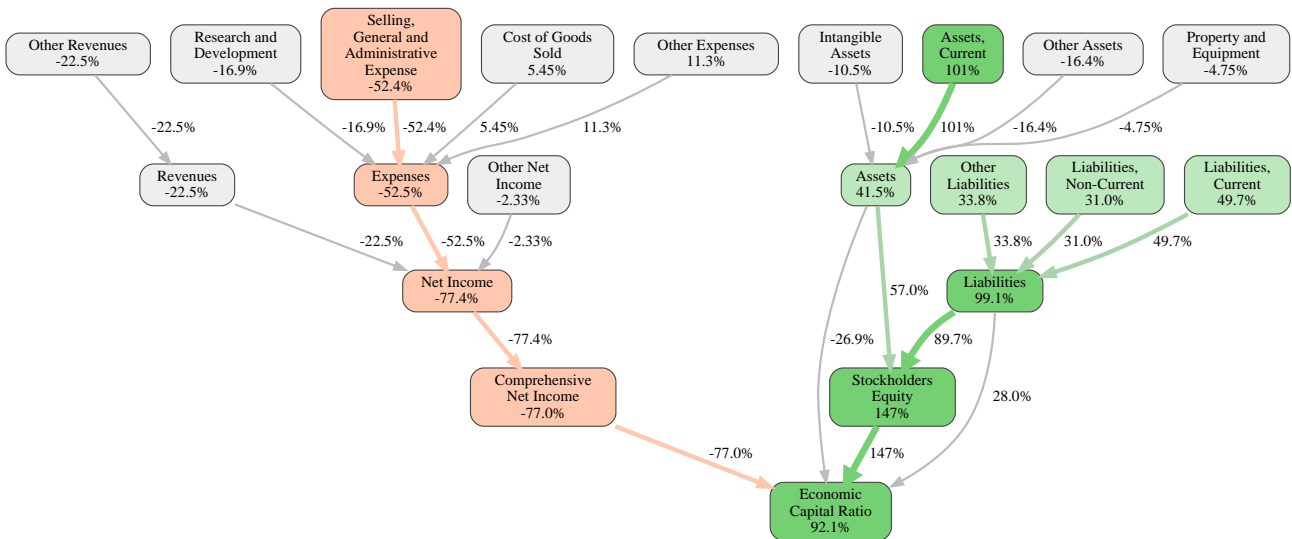 Other Revenues
-22.5%
Research and
Development
-16.9%
Selling,
General and
Administrative
Expense
-52.4%
Cost of Goods
Sold
5.45%
Other Expenses
11.3%
Intangible
Assets
-10.5%
Assets,
Current
101%
Other Assets
-16.4%
Property and
Equipment
-4.75%
-22.5%
-16.9%
-52.4%
5.45%
11.3%
-10.5%
101%
-16.4%
-4.75%
Revenues
-22.5%
Expenses
-52.5%
Other Net
Income
-2.33%
Assets
41.5%
Other
Liabilities
33.8%
Liabilities,
Non-Current
31.0%
Liabilities,
Current
49.7%
-22.5%
-52.5%
-2.33%
33.8%
31.0%
49.7%
Net Income
-77.4%
57.0%
Liabilities
99.1%
-77.4%
-26.9%
89.7%
Comprehensive
Net Income
-77.0%
Stockholders
Equity
147%
28.0%
-77.0%
147%
Economic
Capital Ratio
92.1%